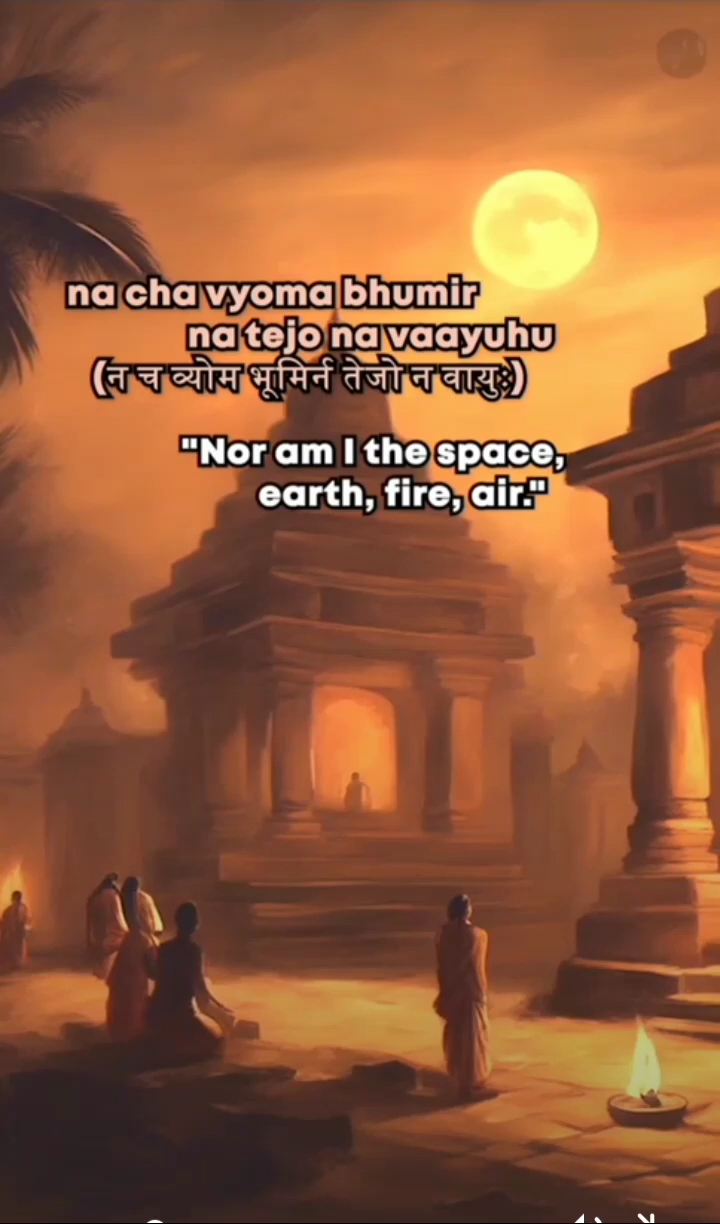 na cha vyoma bhumir
na tejo na vaayuhu
(न च व्योम भूमिर्न तेजो न वायुः)
"Nor am I the space,
earth, fire, air."